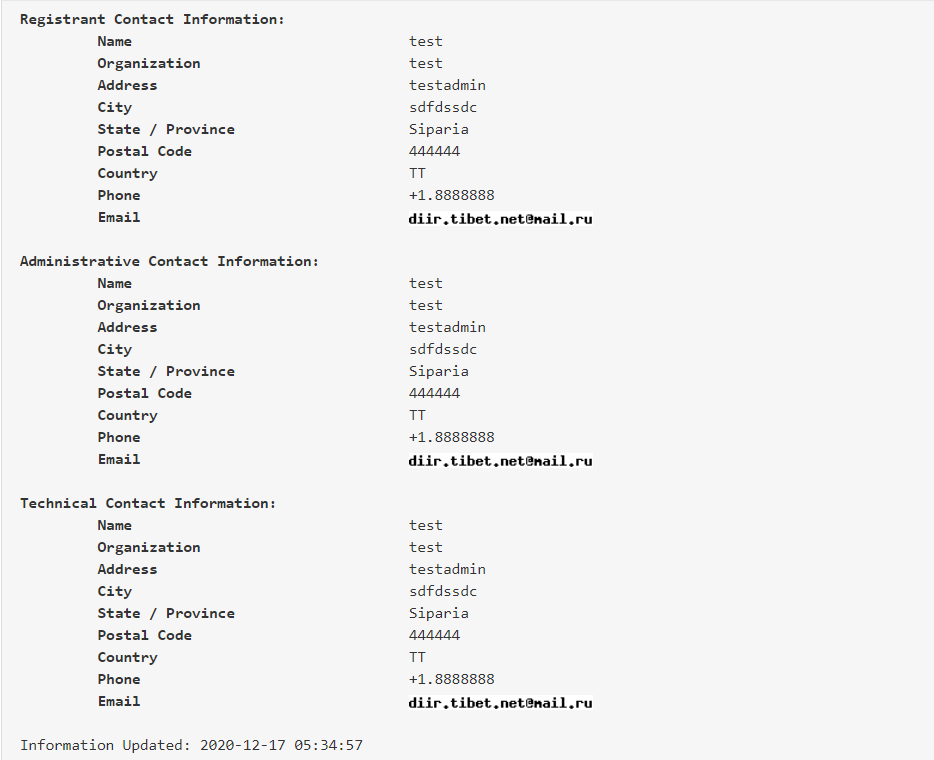 Registrant Contact Information:
Name test
Organization test
Address testadmin
City sdfdssdc
State / Province Siparia
Postal Code 444444
Country TT
Phone +1.8888888
Email diir.tibet.net@mail.ru
Administrative Contact Information:
Name test
Organization test
Address testadmin
City sdfdssdc
State / Province Siparia
Postal Code 444444
Country TT
Phone +1.8888888
Email diir.tibet.net@mail.ru
Technical Contact Information:
Name test
Organization test
Address testadmin
City sdfdssdc
State / Province Siparia
Postal Code 444444
Country TT
Phone +1.8888888
Email diir.tibet.net@mail.ru
Information Updated: 2020-12-17 05:34:57